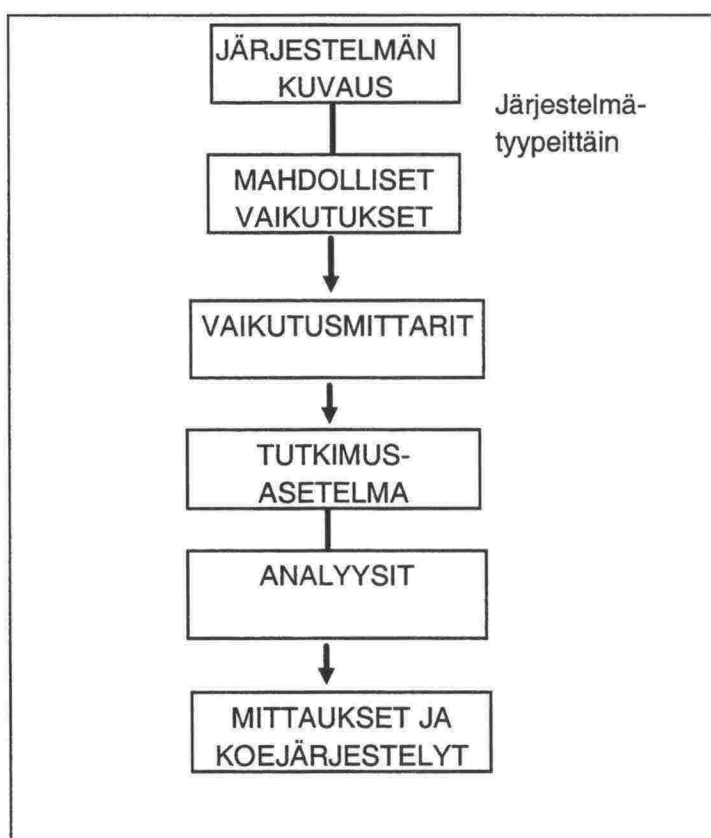 JÄRJESTELMÄN
KUVAUS
Järjestelmä-
tyypeittäin
MAHDOLLISET
VAIKUTUKSET
VAIKUTUSMITTARIT
TUTKIMUS-
ASETELMA
ANALYYSIT
MITTAUKSET JA
KOEJÄRJESTELYT